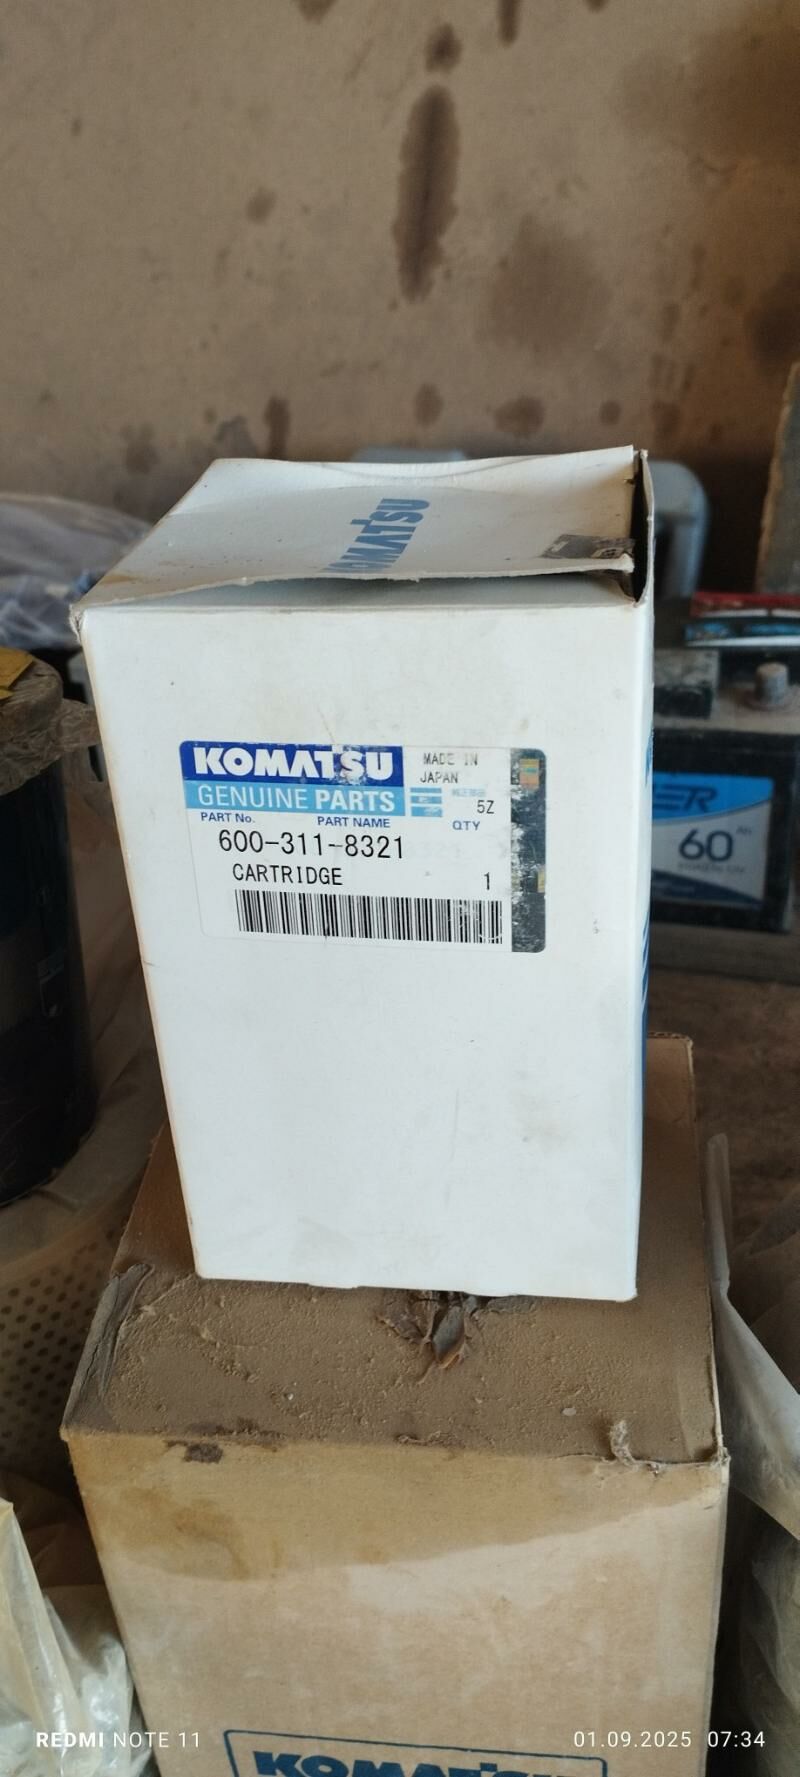 KOMATSU
KOMATSU
MADE IN
JAPAN
GENUINE PARTS
5Z
PART No.
PART NAME
QTY
600-311-8321
CARTRIDGE
1
60
KOMATSU
REDMI NOTE 11
01.09.2025 07:34